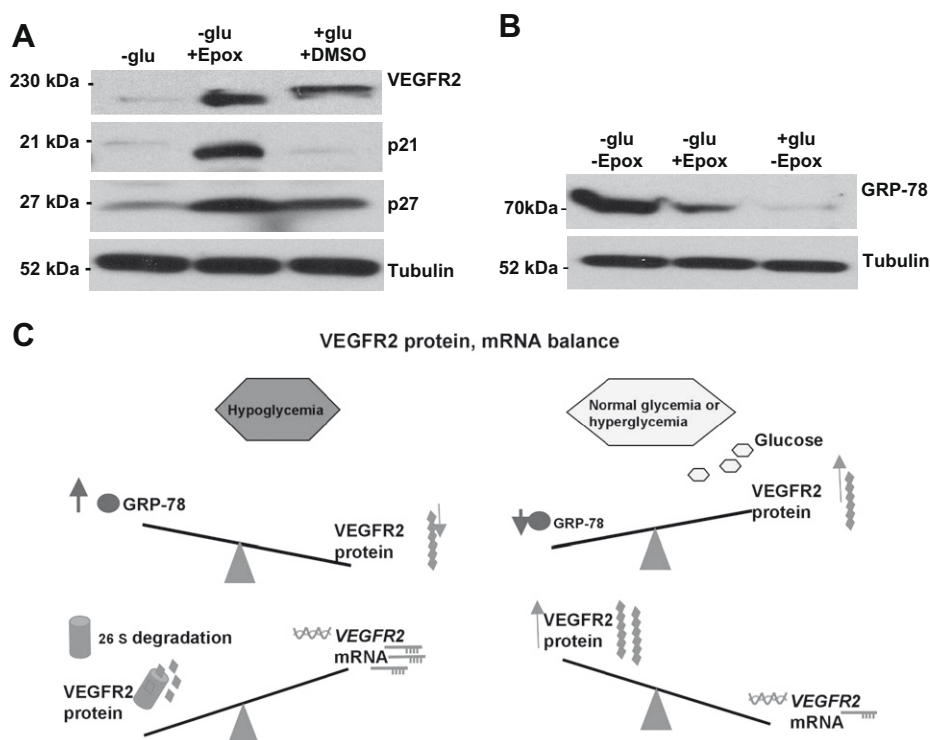 A
-glu
-glu
+Epox
+glu
+DMSO
230 kDa
VEGFR2
21 kDa
p21
27 kDa
p27
52 kDa
Tubulin
B
-glu
-Epox
-glu
+Epox
+glu
-Epox
70kDa
GRP-78
52 kDa
Tubulin
C
VEGFR2 protein, mRNA balance
Hypoglycemia
GRP-78
VEGFR2
protein
26 S degradation
VEGFR2
protein
VEGFR2
mRNA
Normal glycemia or
hyperglycemia
Glucose
VEGFR2
protein
GRP-78
VEGFR2
protein
VEGFR2
mRNA